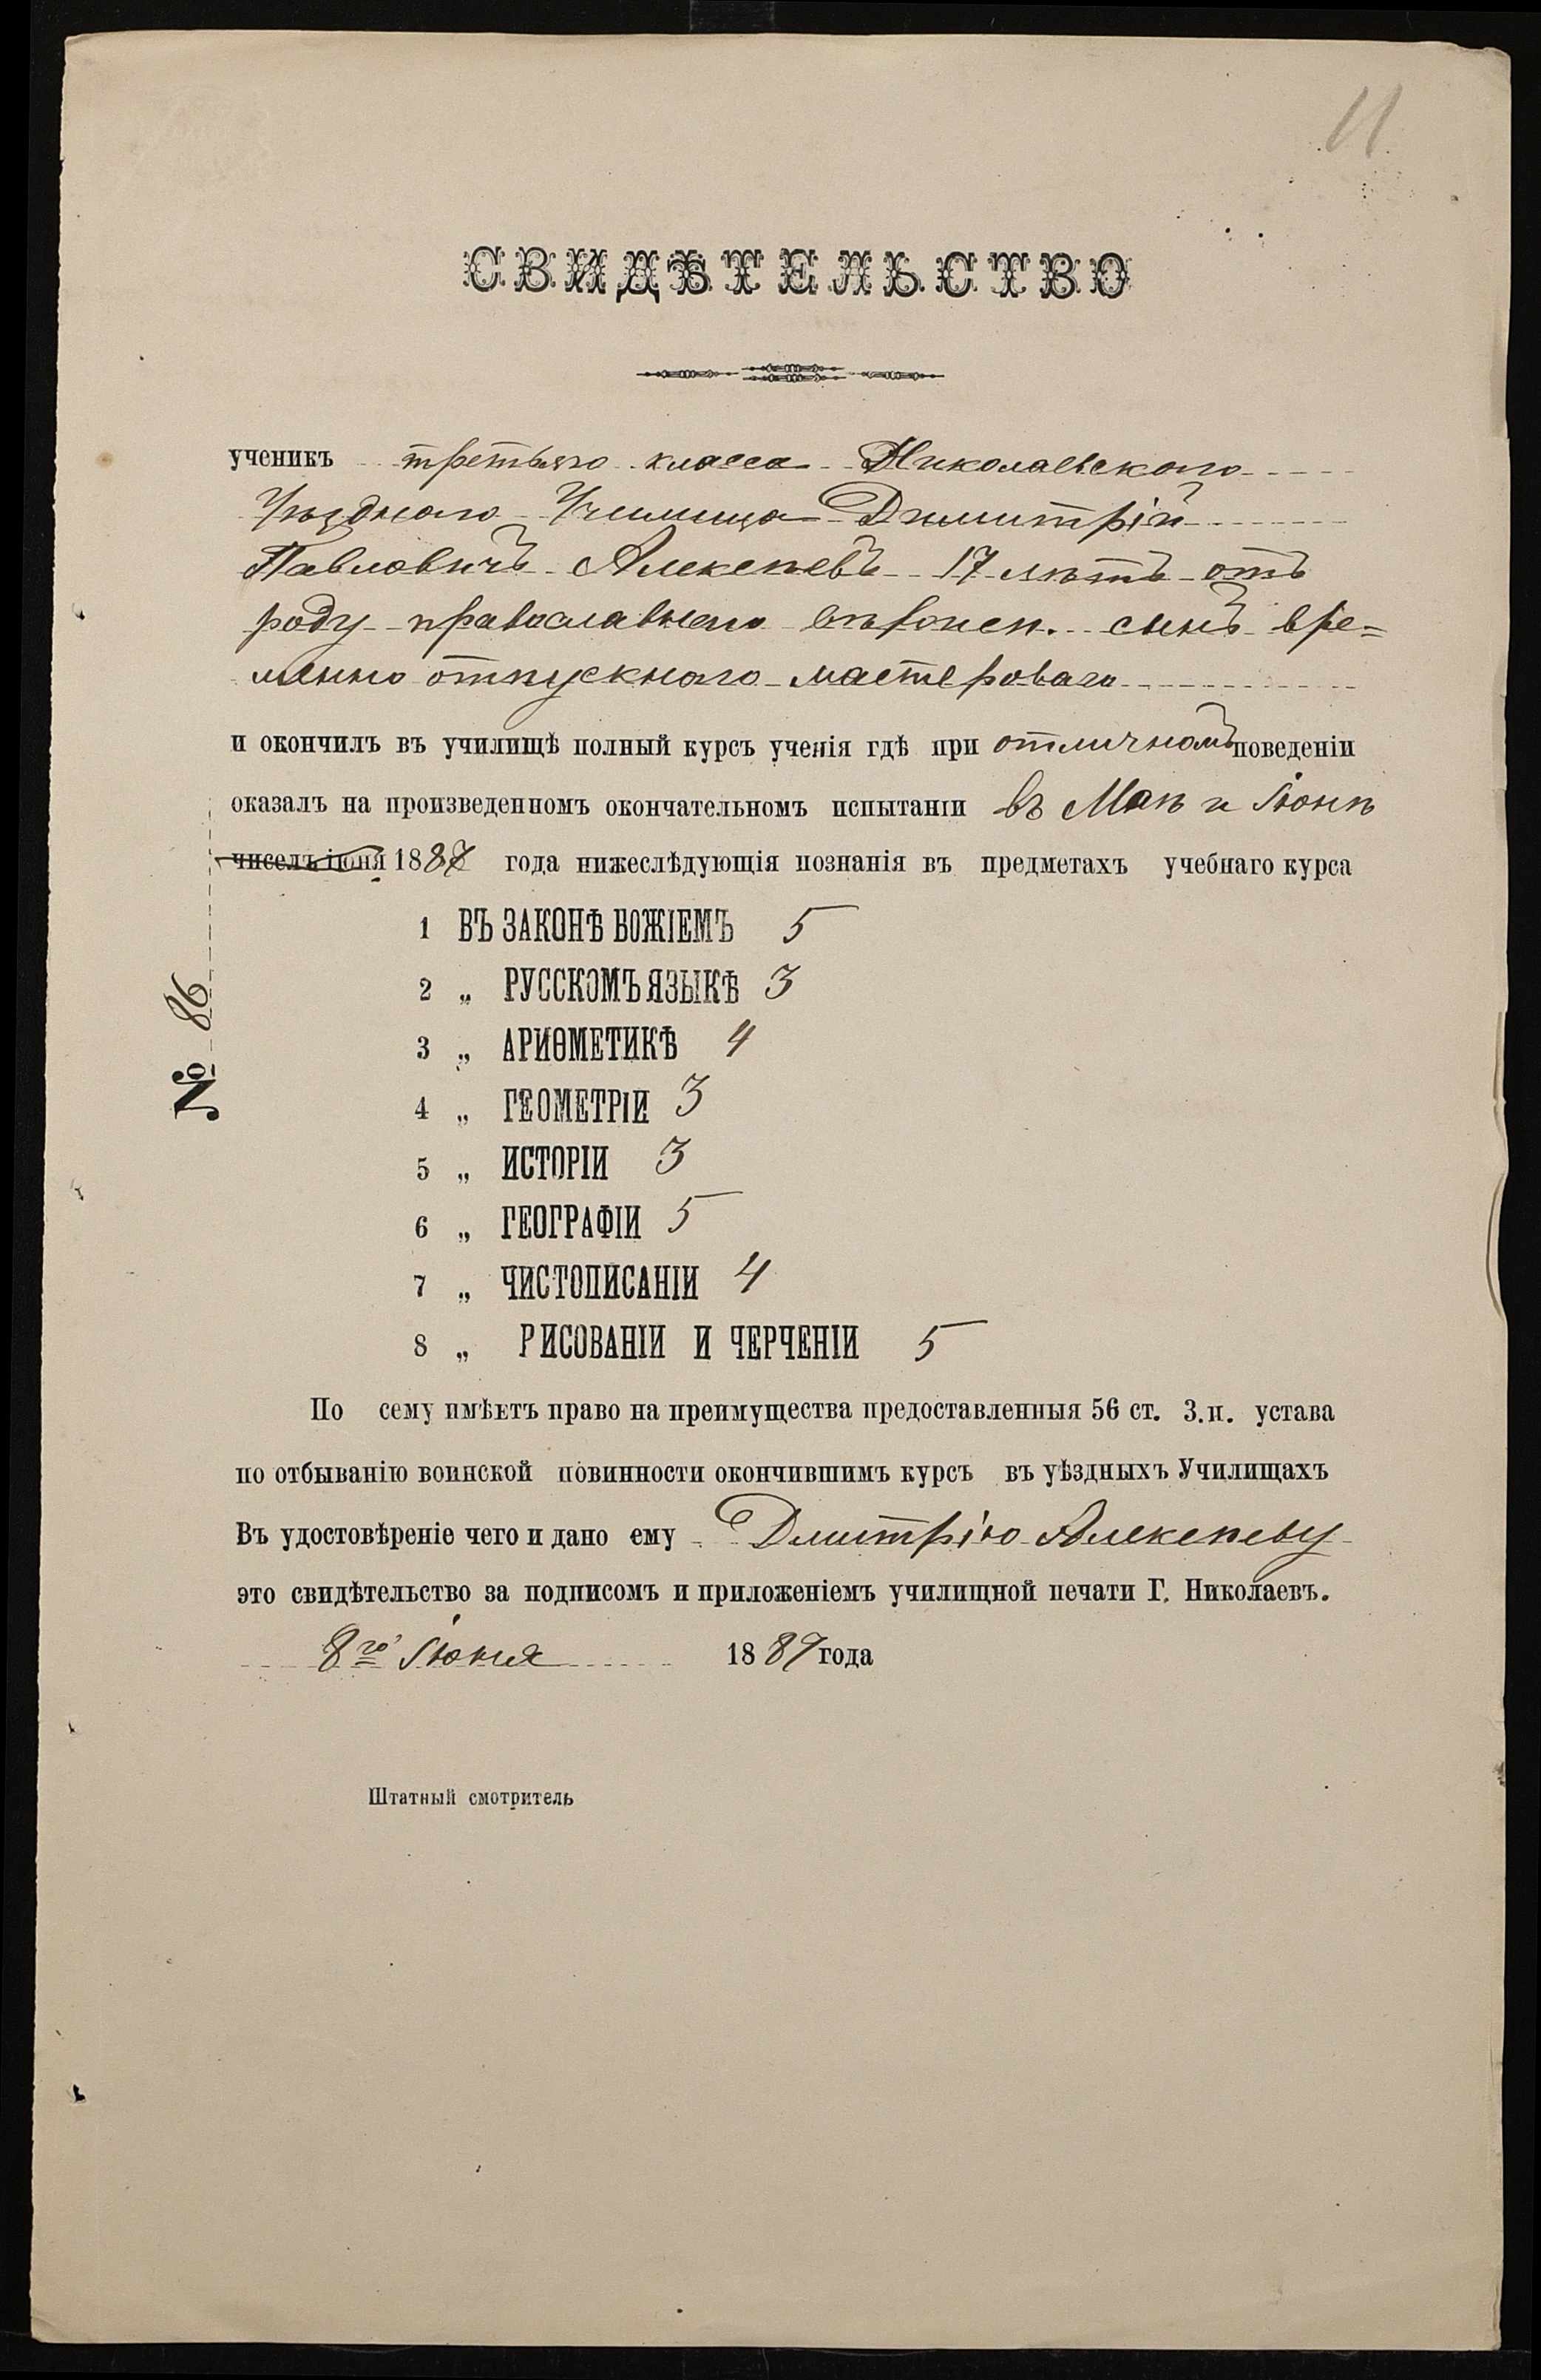 11
СВИДѢТЕЛЬСТВО
ученикъ третьяго класса Николаевскаго
Уѣзднаго Училища Димитрій
Павловичъ Алексѣевъ 17 лѣтъ отъ
роду православнаго вѣроисп. сынъ вре=
менно отпускнаго мастероваго
и окончилъ въ училищѣ полный курсъ ученія гдѣ при отличномъ поведеніи
оказалъ на произведенномъ окончательномъ испытаніи въ Маѣ и Іюнѣ
чиселъ іюня 188 года нижеслѣдующія познанія въ предметахъ учебнаго курса
1 ВЪ ЗАКОНѢ БОЖІЕМЪ 5
2 „ РУССКОМЪ ЯЗЫКѢ 3
3 „ АРИѲМЕТИКѢ 4
4 „ ГЕОМЕТРІИ 3
5 „ ИСТОРІИ 3
6 „ ГЕОГРАФІИ 5
7 „ ЧИСТОПИСАНІИ 4
8 „ РИСОВАНІИ И ЧЕРЧЕНІИ 5
№ 86
По сему имѣетъ право на преимущества предоставленныя 56 ст. 3.п. устава
по отбыванію воинской повинности окончившимъ курсъ въ уѣздныхъ Училищахъ
Въ удостовѣреніе чего и дано ему Дмитрію Алексѣеву
это свидѣтельство за подписомъ и приложеніемъ училищной печати Г. Николаевъ.
8го Іюня 1887 года
Штатный смотритель